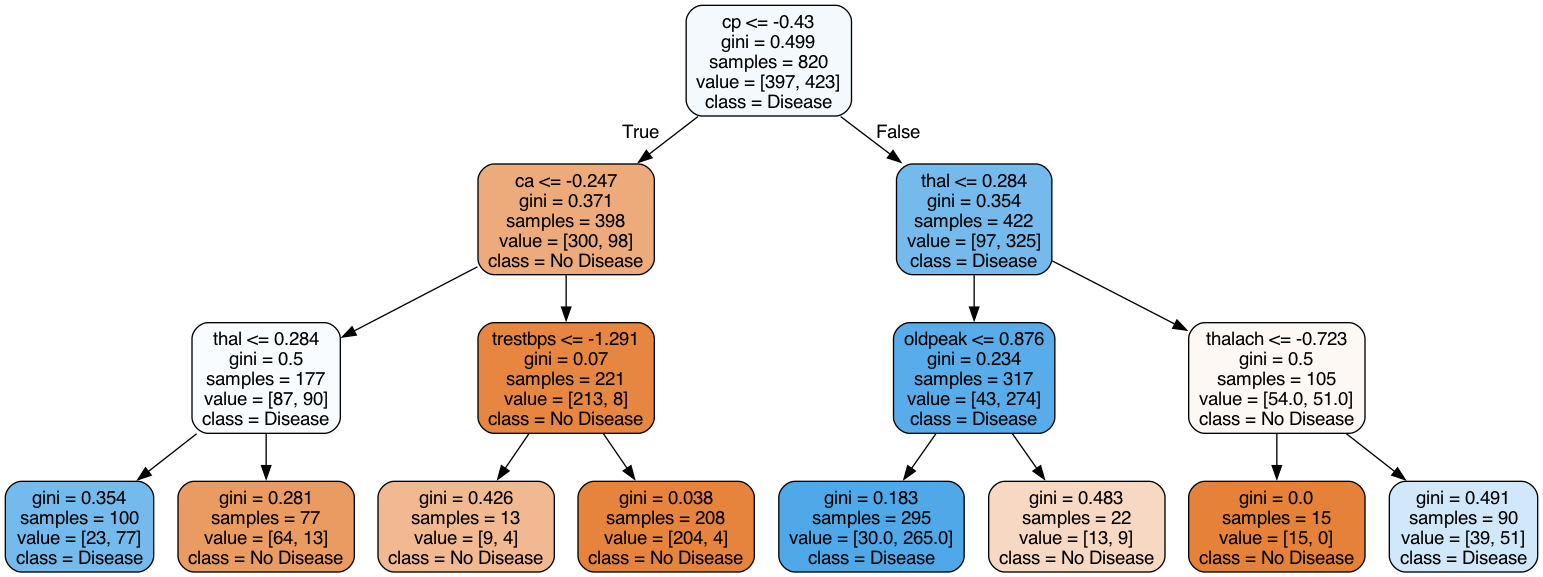 cp <= -0.43
gini = 0.499
samples = 820
value = [397, 423]
class = Disease
True
False
ca <= -0.247
gini = 0.371
samples = 398
value = [300, 98]
class = No Disease
thal <= 0.284
gini = 0.354
samples = 422
value = [97, 325]
class = Disease
thal <= 0.284
gini = 0.5
samples = 177
value = [87, 90]
class = Disease
trestbps <= -1.291
gini = 0.07
samples = 221
value = [213, 8]
class = No Disease
oldpeak <= 0.876
gini = 0.234
samples = 317
value = [43, 274]
class = Disease
thalach <= -0.723
gini = 0.5
samples = 105
value = [54.0, 51.0]
class = No Disease
gini = 0.354
samples = 100
value = [23, 77]
class = Disease
gini = 0.281
samples = 77
value = [64, 13]
class = No Disease
gini = 0.426
samples = 13
value = [9, 4]
class = No Disease
gini = 0.038
samples = 208
value = [204, 4]
class = No Disease
gini = 0.183
samples = 295
value = [30.0, 265.0]
class = Disease
gini = 0.483
samples = 22
value = [13, 9]
class = No Disease
gini = 0.0
samples = 15
value = [15, 0]
class = No Disease
gini = 0.491
samples = 90
value = [39, 51]
class = Disease